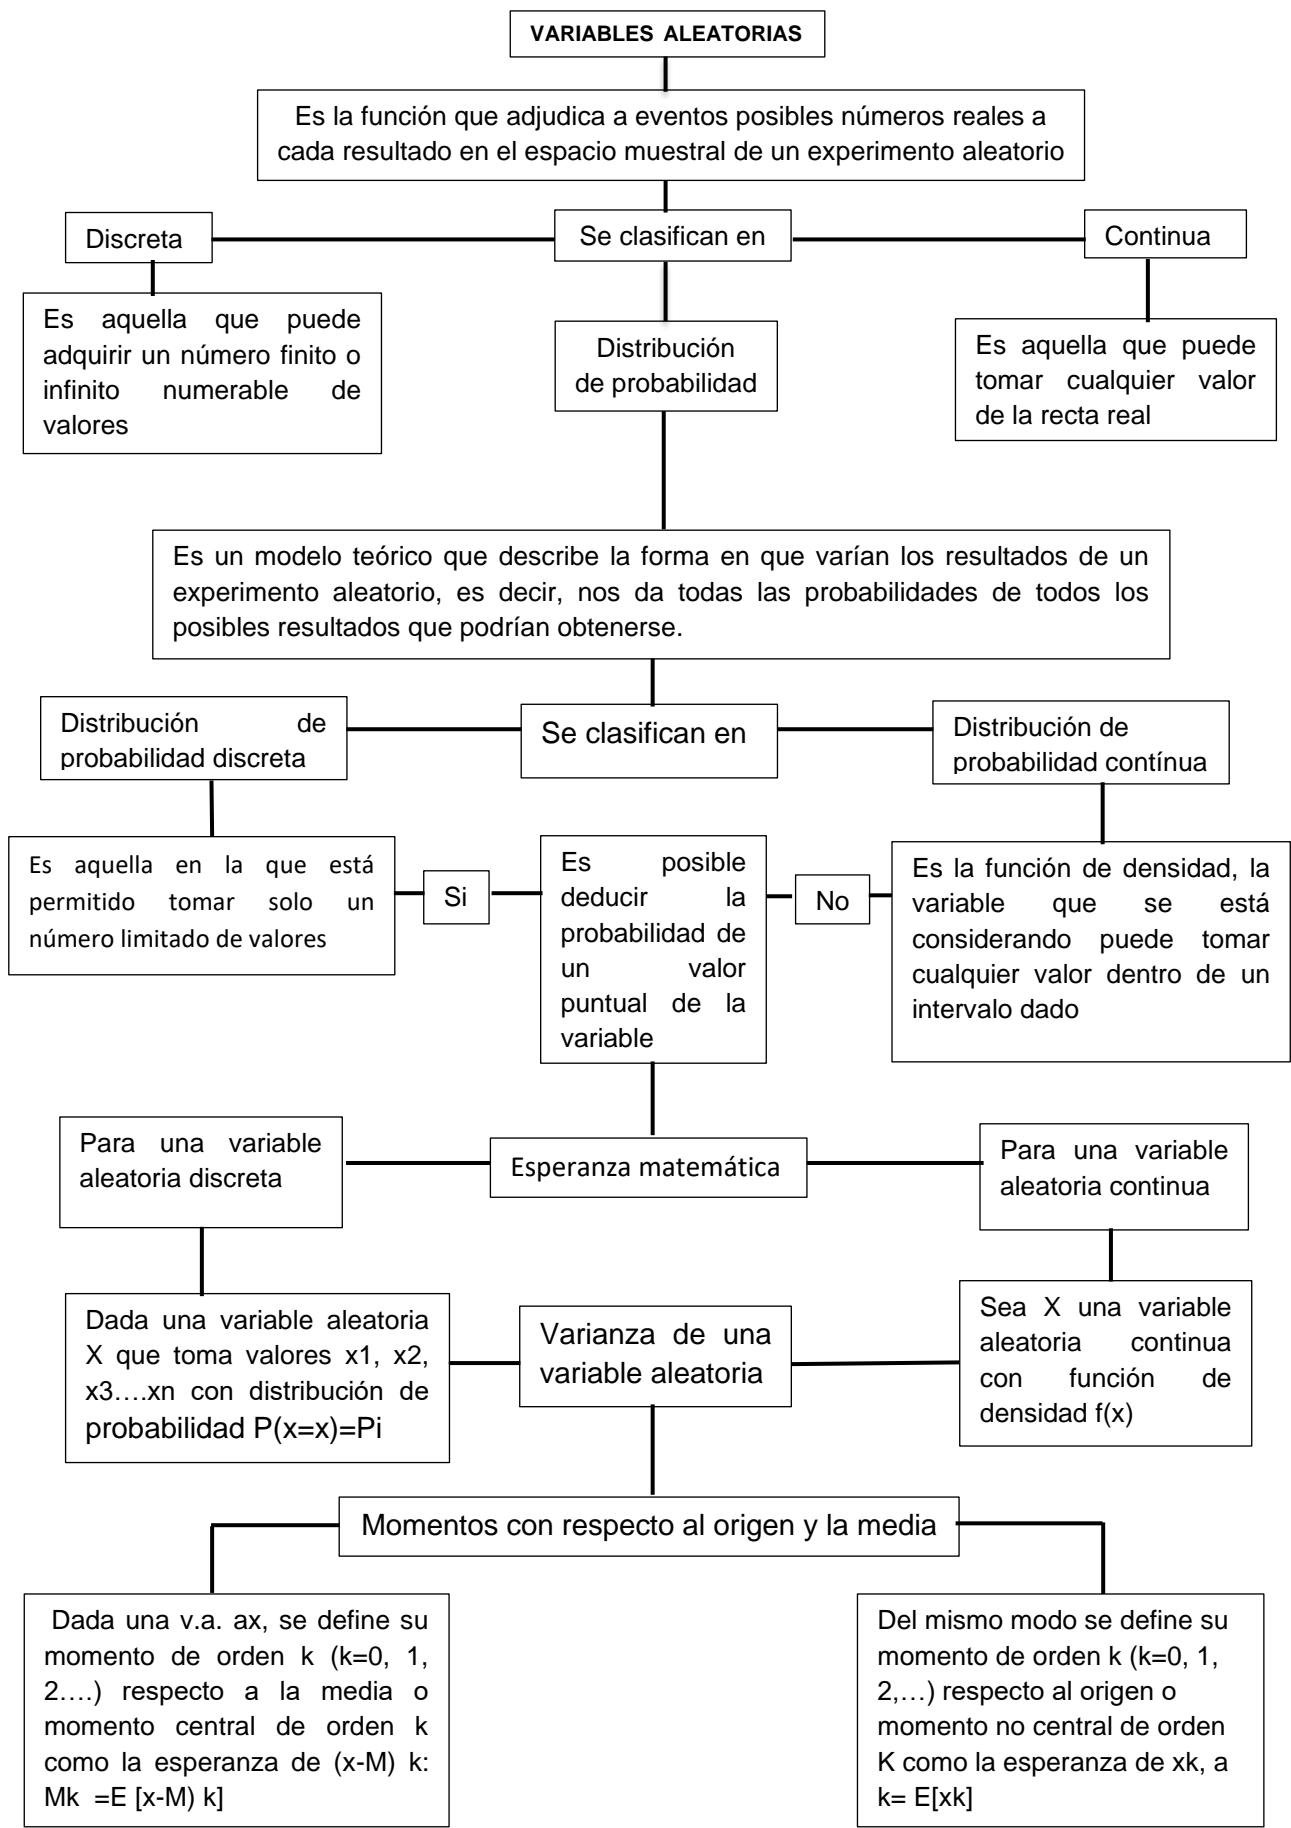 VARIABLES ALEATORIAS
Es la función que adjudica a eventos posibles números reales a
cada resultado en el espacio muestral de un experimento aleatorio
Discreta
Se clasifican en
Continua
Es aquella que puede
adquirir un número finito o
infinito numerable de
valores
Distribución
de probabilidad
Es aquella que puede
tomar cualquier valor
de la recta real
Es un modelo teórico que describe la forma en que varían los resultados de un
experimento aleatorio, es decir, nos da todas las probabilidades de todos los
posibles resultados que podrían obtenerse.
Distribución de
probabilidad discreta
Se clasifican en
Distribución de
probabilidad contínua
Es aquella en la que está
permitido tomar solo un
número limitado de valores
Si
Es posible
deducir la
probabilidad de
un valor
puntual de la
variable
No
Es la función de densidad, la
variable que se está
considerando puede tomar
cualquier valor dentro de un
intervalo dado
Para una variable
aleatoria discreta
Esperanza matemática
Para una variable
aleatoria continua
Dada una variable aleatoria
X que toma valores x1, x2,
x3….xn con distribución de
probabilidad P(x=x)=Pi
Varianza de una
variable aleatoria
Sea X una variable
aleatoria continua
con función de
densidad f(x)
Momentos con respecto al origen y la media
Dada una v.a. ax, se define su
momento de orden k (k=0, 1,
2….) respecto a la media o
momento central de orden k
como la esperanza de (x-M) k:
Mk =E [x-M) k]
Del mismo modo se define su
momento de orden k (k=0, 1,
2,…) respecto al origen o
momento no central de orden
K como la esperanza de xk, a
k= E[xk]